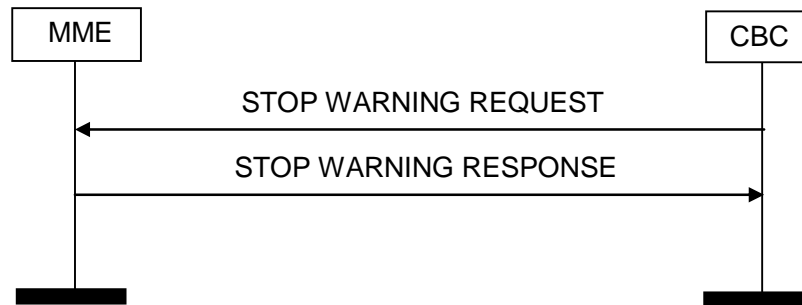 MME
CBC
STOP WARNING REQUEST
STOP WARNING RESPONSE